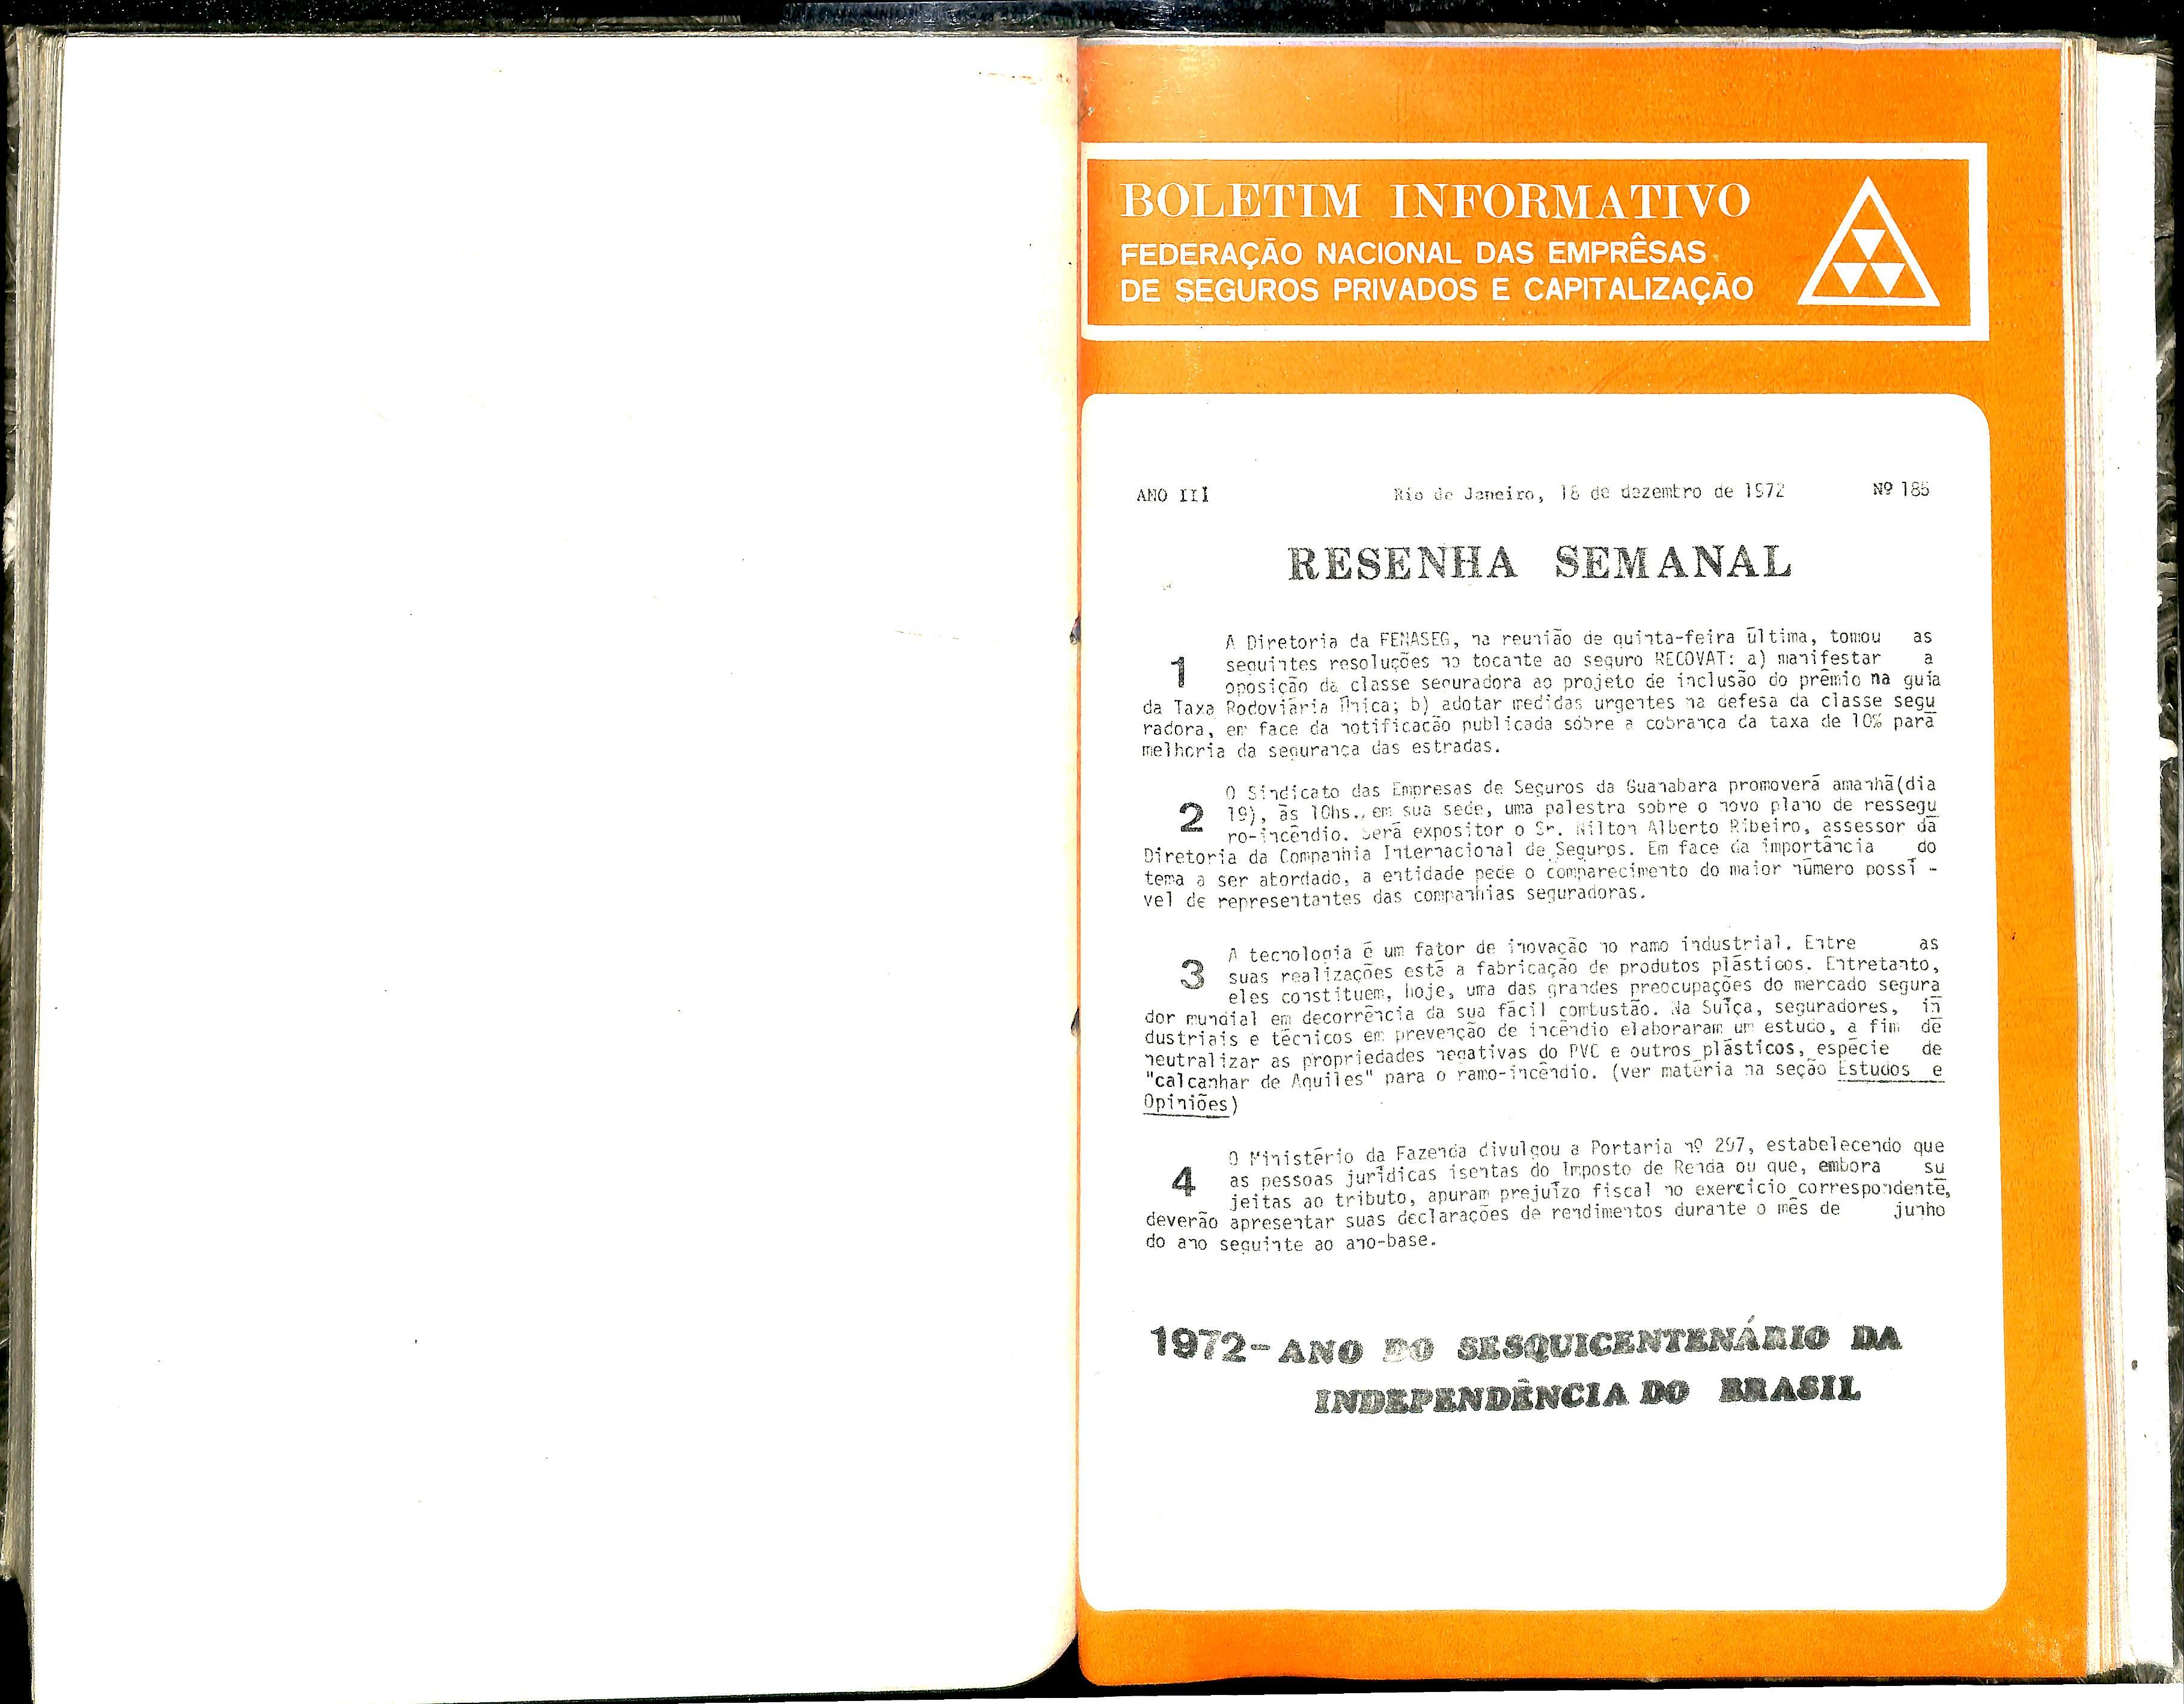 BOLETIM INFORMATIVO
FEDERAÇÃO NACIONAL DAS EMPRÊSAS
DE SEGUROS PRIVADOS E CAPITALIZAÇÃO
ANO III Rio de Janeiro, 18 de dezembro de 1972 Nº 185
RESENHA SEMANAL
A Diretoria da FENASEG, na reunião de quinta-feira última, tomou as
1 seguintes resoluções no tocante ao seguro RECOVAT: a) manifestar a
oposição da classe seguradora ao projeto de inclusão do prêmio na guia
da Taxa Rodoviária Única; b) adotar medidas urgentes na defesa da classe segu
radora, em face da notificação publicada sôbre a cobrança da taxa de 10% para
melhoria da segurança das estradas.
O Sindicato das Empresas de Seguros da Guanabara promoverá amanhã(dia
2 19), às 10hs., em sua sede, uma palestra sobre o novo plano de ressegu
ro-incêndio. Será expositor o Sr. Nilton Alberto Ribeiro, assessor da
Diretoria da Companhia Internacional de Seguros. Em face da importância do
tema a ser abordado, a entidade pede o comparecimento do maior número possí -
vel de representantes das companhias seguradoras.
A tecnologia é um fator de inovação no ramo industrial. Entre as
3 suas realizações está a fabricação de produtos plásticos. Entretanto,
eles constituem, hoje, uma das grandes preocupações do mercado segura
dor mundial em decorrência da sua fácil combustão. Na Suíça, seguradores, in
dustriais e técnicos em prevenção de incêndio elaboraram um estudo, a fim de
neutralizar as propriedades negativas do PVC e outros plásticos, espécie de
"calcanhar de Aquiles" para o ramo-incêndio. (ver matéria na seção Estudos e
Opiniões)
O Ministério da Fazenda divulgou a Portaria nº 297, estabelecendo que
4 as pessoas jurídicas isentas do Imposto de Renda ou que, embora su
jeitas ao tributo, apuram prejuízo fiscal no exercício correspondente,
deverão apresentar suas declarações de rendimentos durante o mês de junho
do ano seguinte ao ano-base.
1972-ANO DO SESQUICENTENÁRIO DA
INDEPENDÊNCIA DO BRASIL